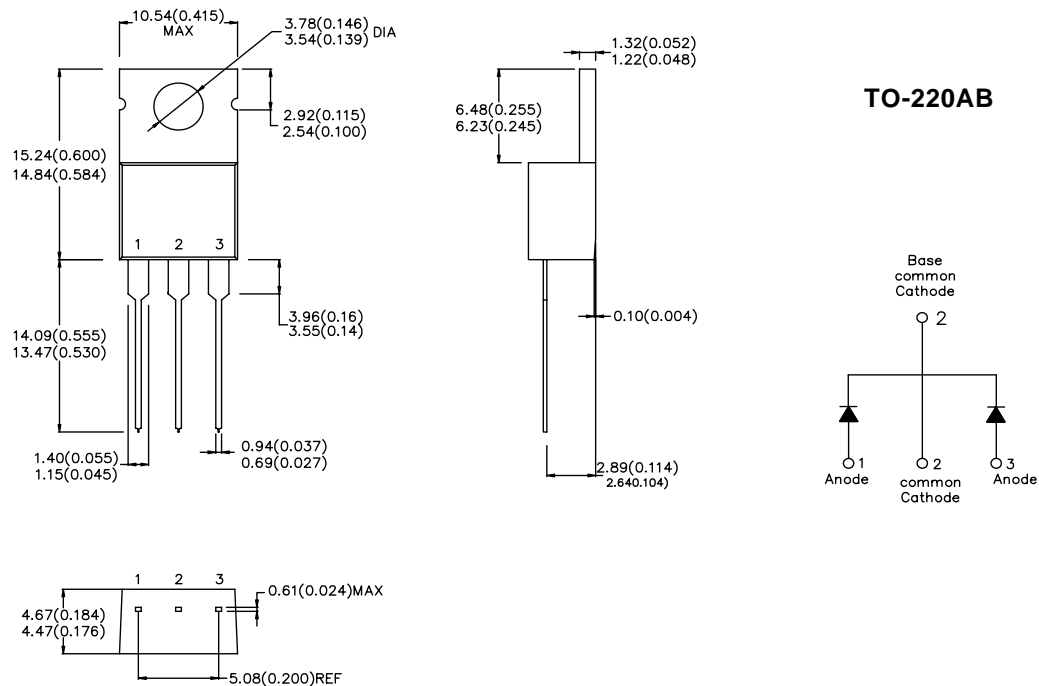 10.54(0.415)
MAX
3.78(0.146)
3.54(0.139) DIA
2.92(0.115)
2.54(0.100)
15.24(0.600)
14.84(0.584)
1 2 3
3.96(0.16)
3.55(0.14)
14.09(0.555)
13.47(0.530)
1.40(0.055)
1.15(0.045)
0.94(0.037)
0.69(0.027)
1.32(0.052)
1.22(0.048)
6.48(0.255)
6.23(0.245)
0.10(0.004)
2.89(0.114)
2.640.104)
TO-220AB
Base
common
Cathode
2
1
Anode
2
common
Cathode
3
Anode
1 2 3
0.61(0.024)MAX
4.67(0.184)
4.47(0.176)
5.08(0.200)REF